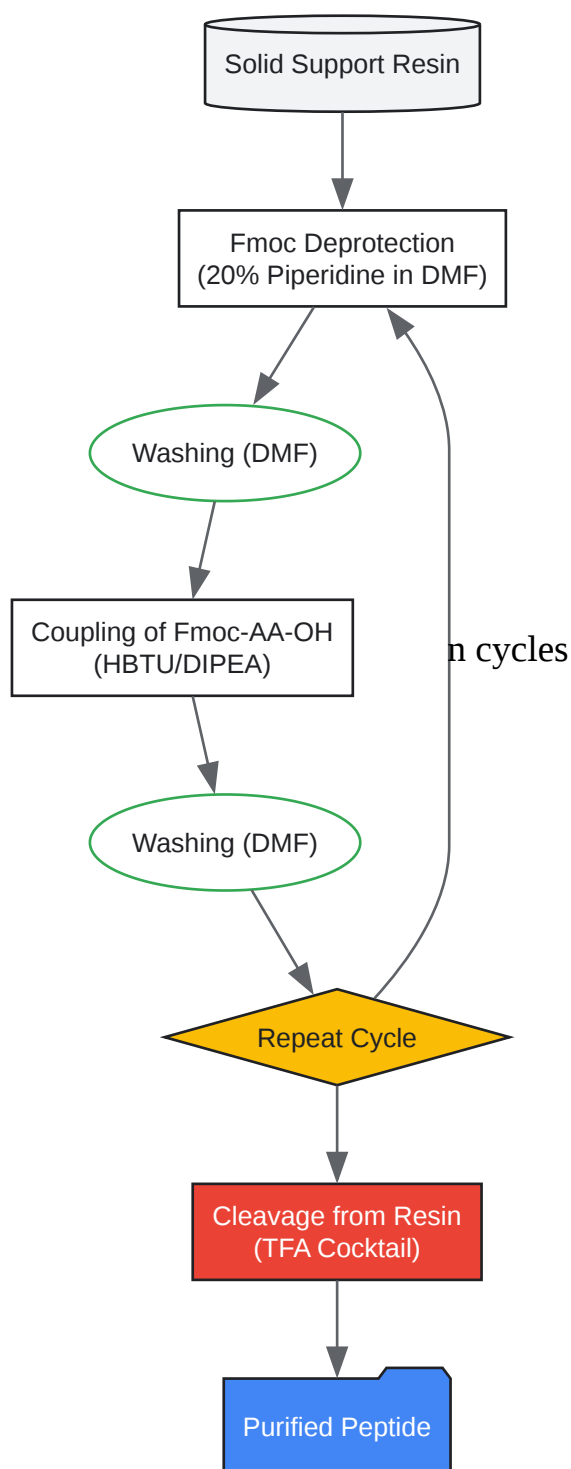 Solid Support Resin
Fmoc Deprotection
(20% Piperidine in DMF)
Washing (DMF)
Coupling of Fmoc-AA-OH
(HBTU/DIPEA)
n cycles
Washing (DMF)
Repeat Cycle
Cleavage from Resin
(TFA Cocktail)
Purified Peptide